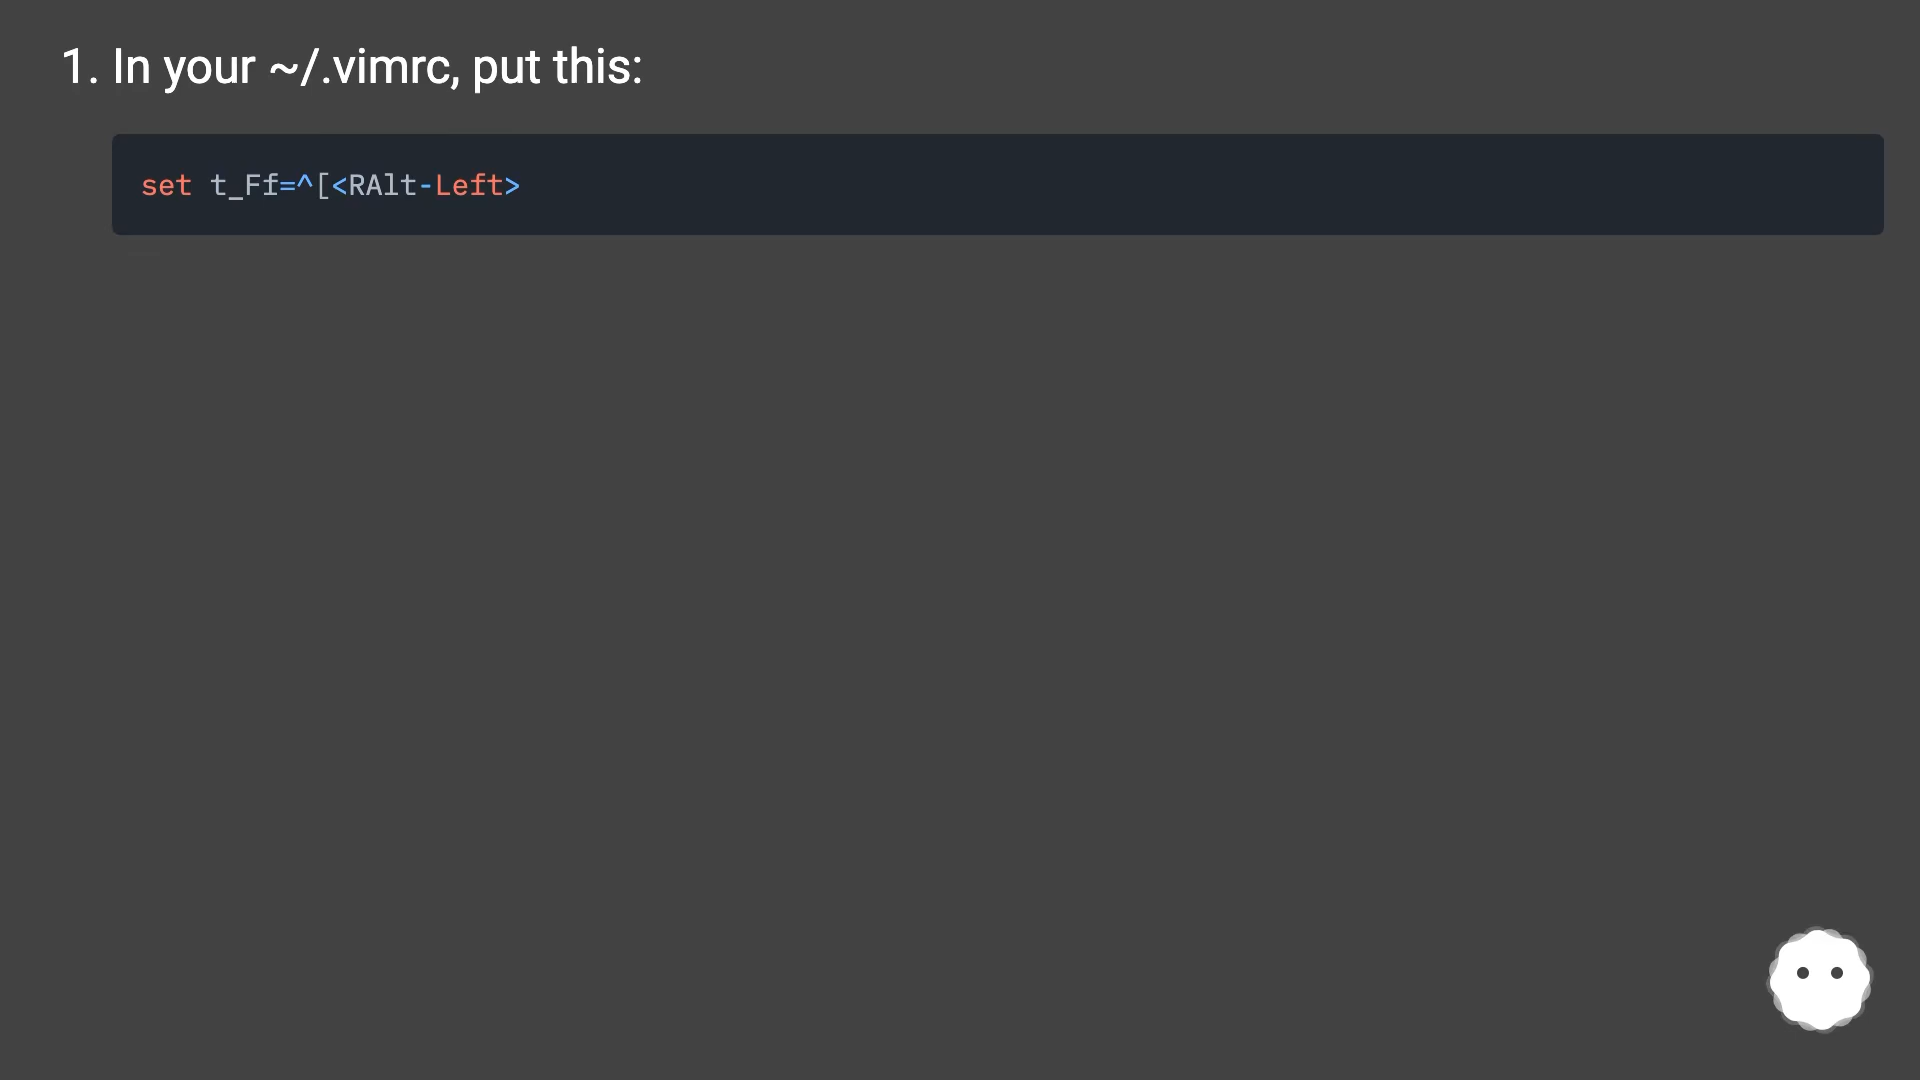 1. In your ~/.vimrc, put this:
set t_Ff=^[<RAlt-Left>